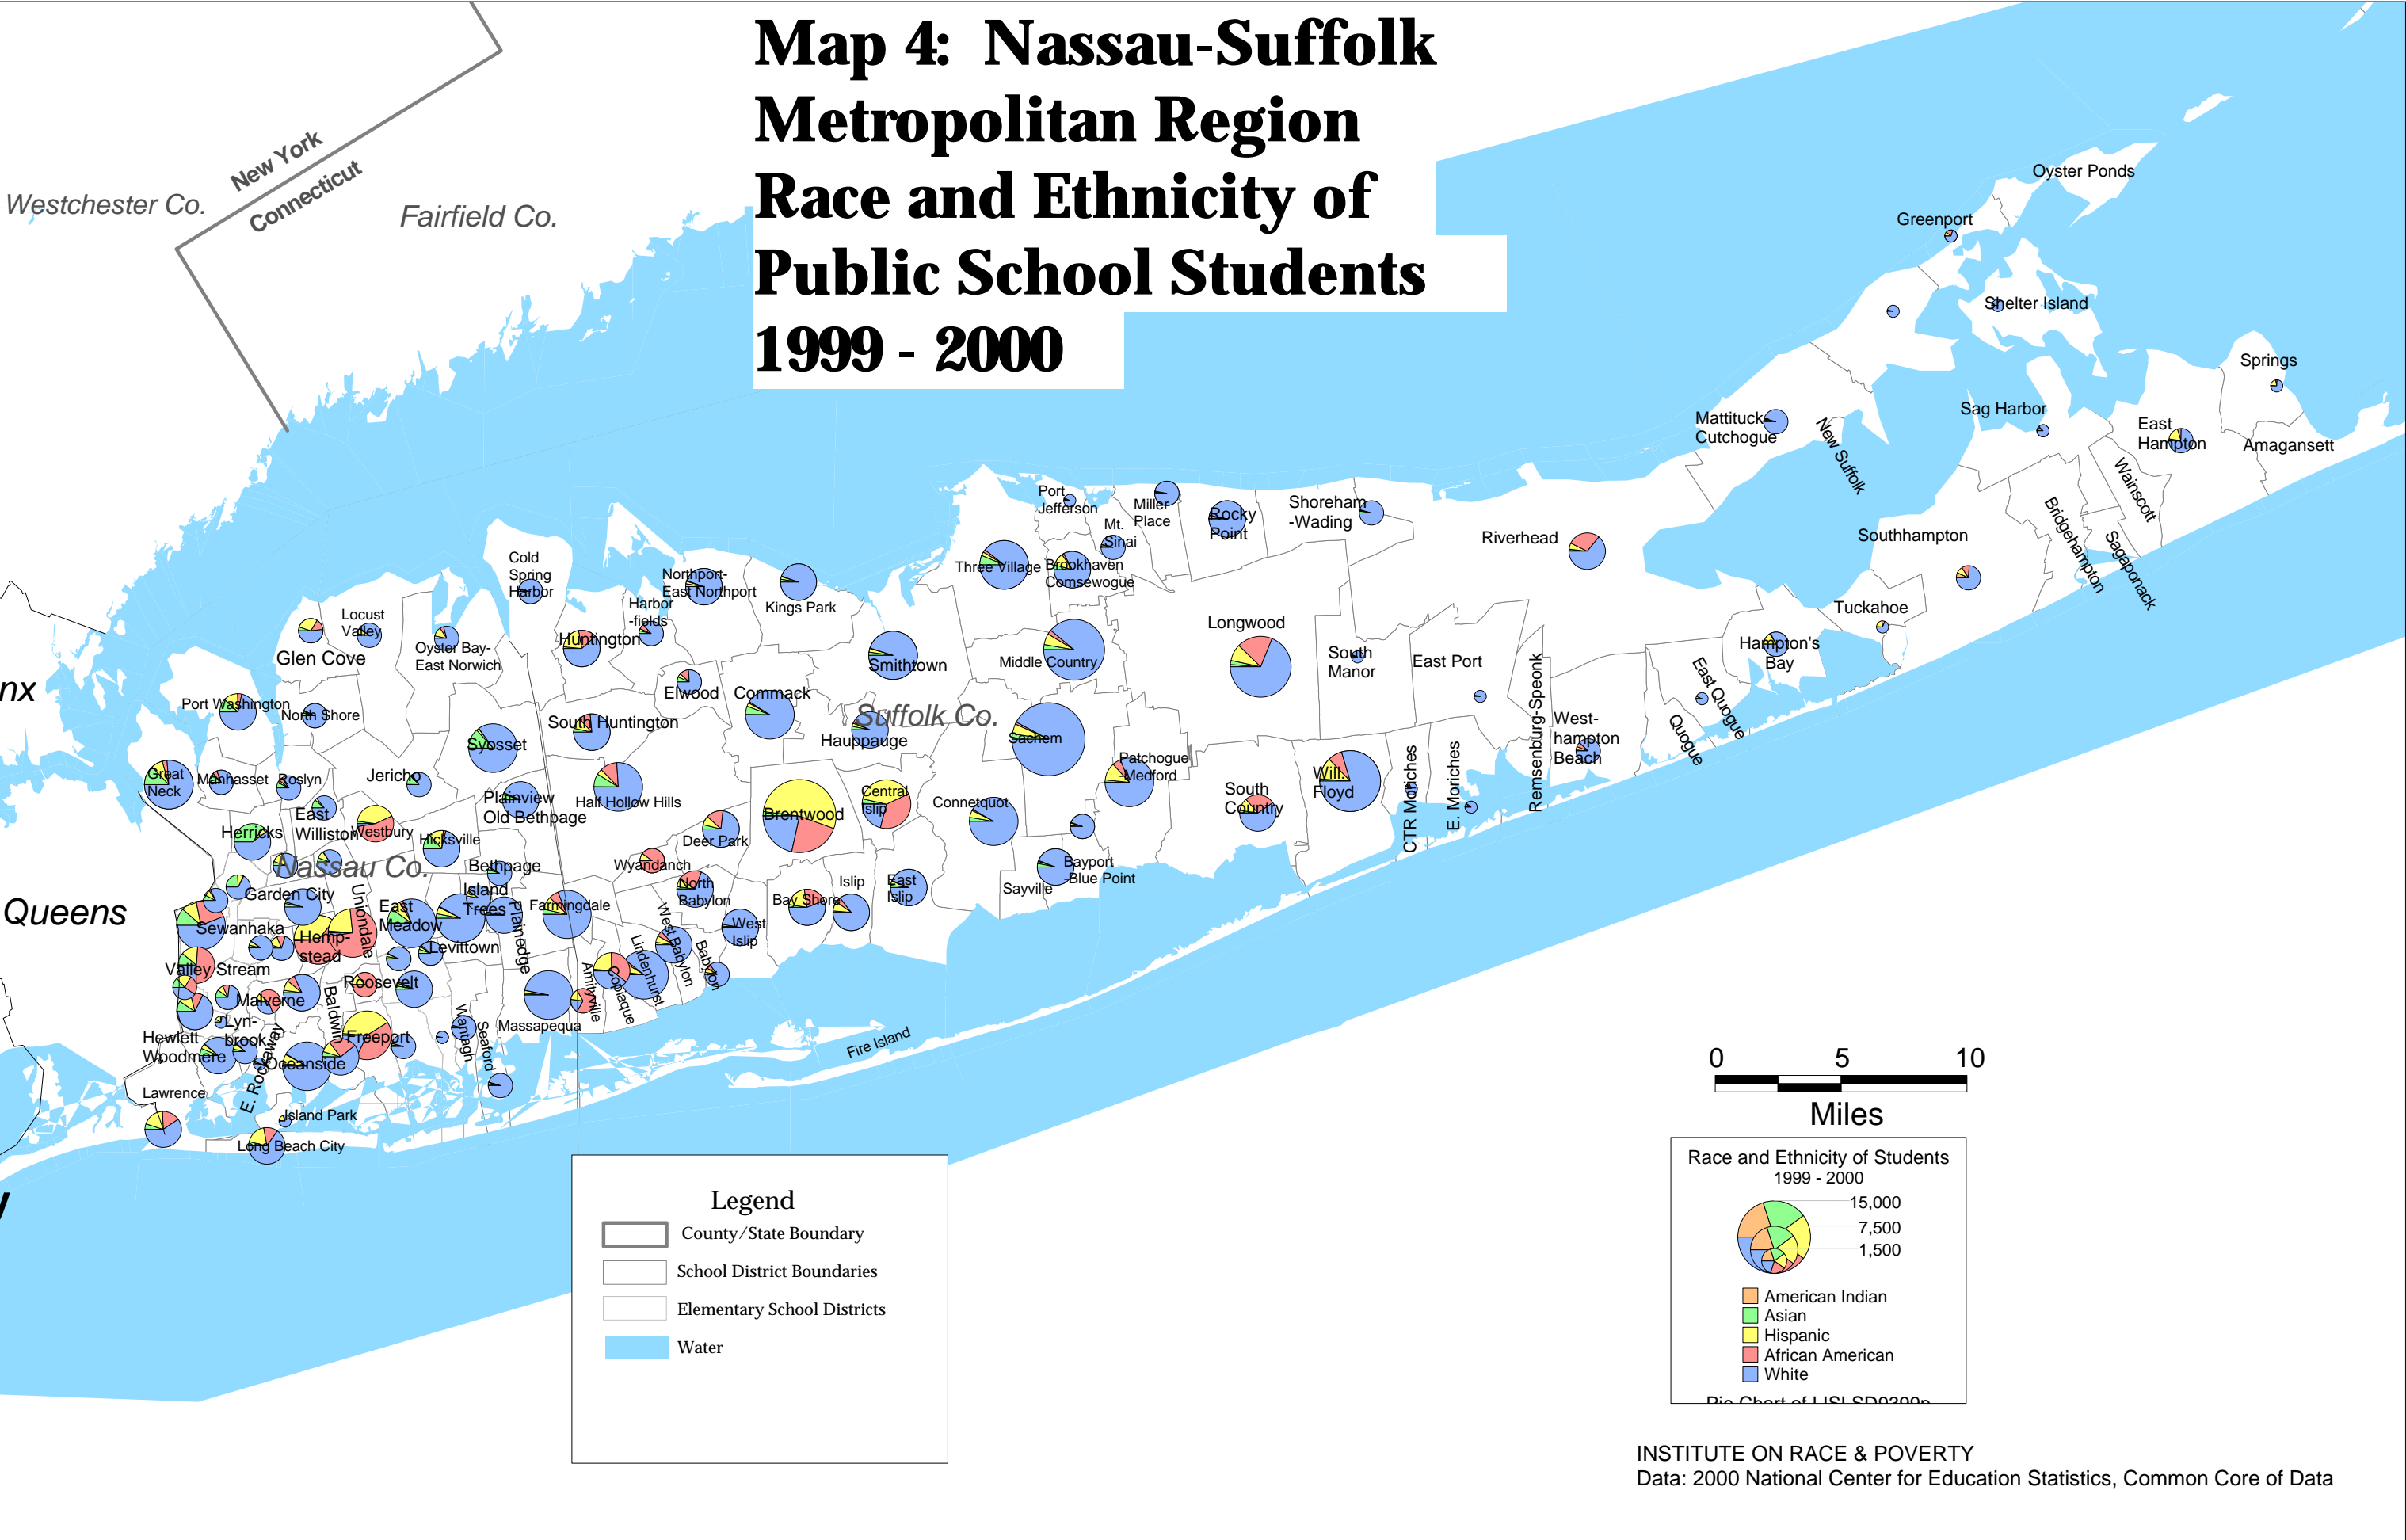 Map 4: Nassau-Suffolk
Metropolitan Region
Race and Ethnicity of
Public School Students
1999 - 2000
New York
Connecticut
Westchester Co.
Fairfield Co.
Oyster Ponds
Greenport
Shelter Island
Springs
Sag Harbor
Mattituck
Cutchogue
New Suffolk
East
Hampton
Amagansett
Wainscott
Sagaponack
Bridgehampton
Southhampton
Tuckahoe
Hampton's
Bay
East Quogue
Quogue
West-
hampton
Beach
Remsenburg-Speonk
Riverhead
East Port
E. Moriches
CTR Moriches
South
Manor
Shoreham
-Wading
Rocky
Point
Miller
Place
Mt.
Sinai
Port
Jefferson
Three Village
Brookhaven
Comsewogue
Longwood
Middle Country
Smithtown
Kings Park
Northport-
East Northport
Harbor
-fields
Cold
Spring
Harbor
Huntington
Locust
Valley
Glen Cove
Oyster Bay-
East Norwich
Elwood
Commack
Suffolk Co.
Hauppauge
Sachem
Patchogue
-Medford
South
Country
Will.
Floyd
Connetquot
Bayport
-Blue Point
Sayville
Central
Islip
Brentwood
Port Washington
North Shore
Syosset
South Huntington
Half Hollow Hills
Great
Neck
Manhasset
Roslyn
Jericho
Plainview
Old Bethpage
East
Williston
Westbury
Herricks
Hicksville
Deer Park
Wyandanch
North
Babylon
Bay Shore
Islip
East
Islip
West
Islip
West Babylon
Babylon
Lindenhurst
Copiaque
Amityville
Nassau Co.
Bethpage
Garden City
Uniondale
Island
Trees
East
Meadow
Farmingdale
Plainedge
Levittown
Sewanhaka
Hemp-
stead
Valley Stream
Roosevelt
Malverne
Baldwin
Freeport
Wantagh
Seaford
Massapequa
Lyn-
brook
Hewlett
Woodmere
E. Rockaway
Oceanside
Lawrence
Island Park
Long Beach City
Fire Island
nx
Queens
y
0 5 10
Miles
Legend
County/State Boundary
School District Boundaries
Elementary School Districts
Water
Race and Ethnicity of Students
1999 - 2000
15,000
7,500
1,500
American Indian
Asian
Hispanic
African American
White
INSTITUTE ON RACE & POVERTY
Data: 2000 National Center for Education Statistics, Common Core of Data